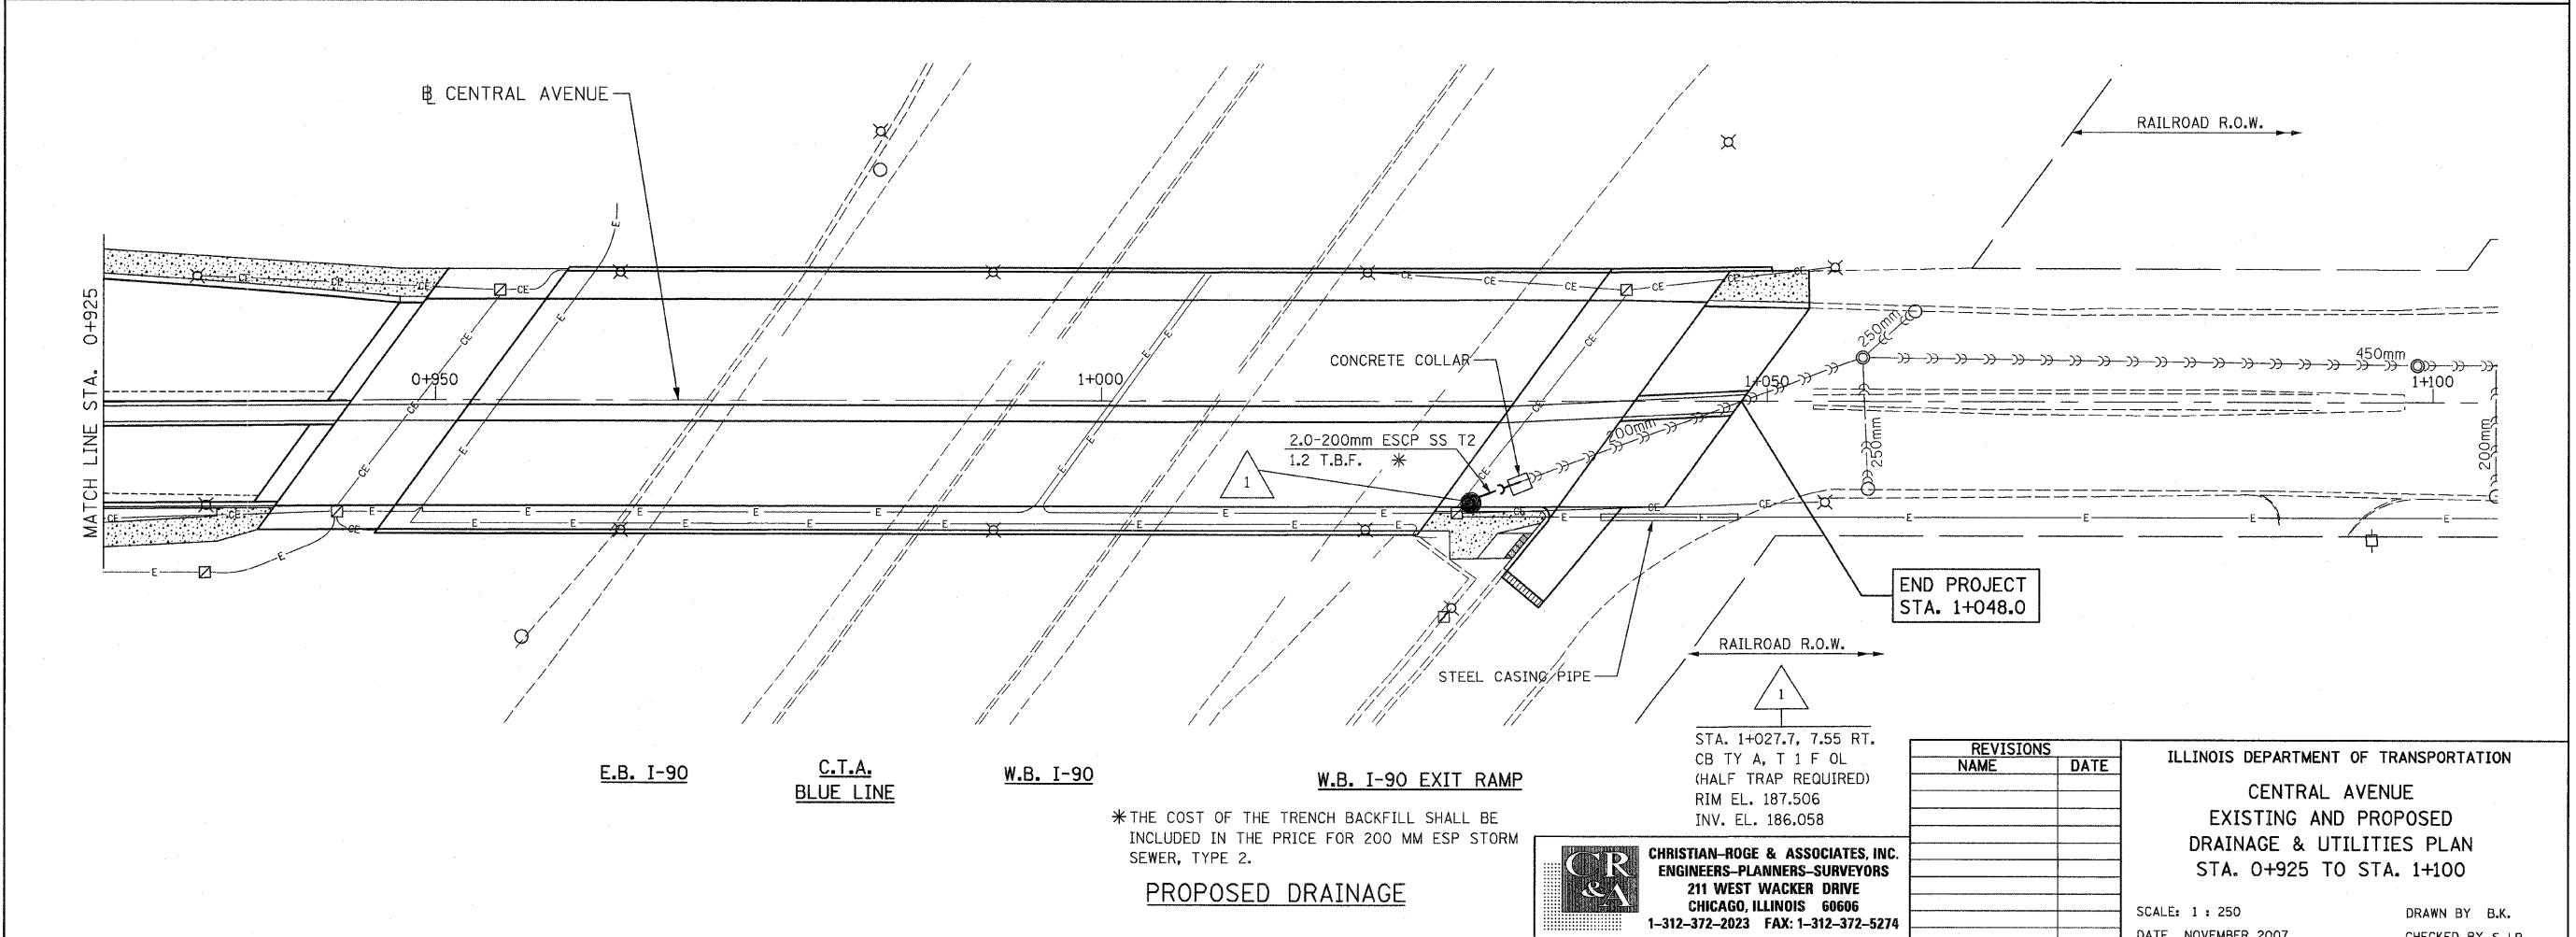 ℄ CENTRAL AVENUE
RAILROAD R.O.W.
MATCH LINE STA. 0+925
0+950
1+000
1+050
1+100
CONCRETE COLLAR
250mm
450mm
200mm
250mm
200mm
2.0-200mm ESCP SS T2
1.2 T.B.F. *
1
END PROJECT
STA. 1+048.0
RAILROAD R.O.W.
STEEL CASING PIPE
1
STA. 1+027.7, 7.55 RT.
CB TY A, T 1 F OL
(HALF TRAP REQUIRED)
RIM EL. 187.506
INV. EL. 186.058
E.B. I-90
C.T.A.
BLUE LINE
W.B. I-90
W.B. I-90 EXIT RAMP
*THE COST OF THE TRENCH BACKFILL SHALL BE
INCLUDED IN THE PRICE FOR 200 MM ESP STORM
SEWER, TYPE 2.
PROPOSED DRAINAGE
CR
&A
CHRISTIAN-ROGE & ASSOCIATES, INC.
ENGINEERS-PLANNERS-SURVEYORS
211 WEST WACKER DRIVE
CHICAGO, ILLINOIS 60606
1-312-372-2023 FAX: 1-312-372-5274
REVISIONS
NAME DATE
ILLINOIS DEPARTMENT OF TRANSPORTATION
CENTRAL AVENUE
EXISTING AND PROPOSED
DRAINAGE & UTILITIES PLAN
STA. 0+925 TO STA. 1+100
SCALE: 1 : 250
DRAWN BY B.K.
DATE NOVEMBER 2007
CHECKED BY